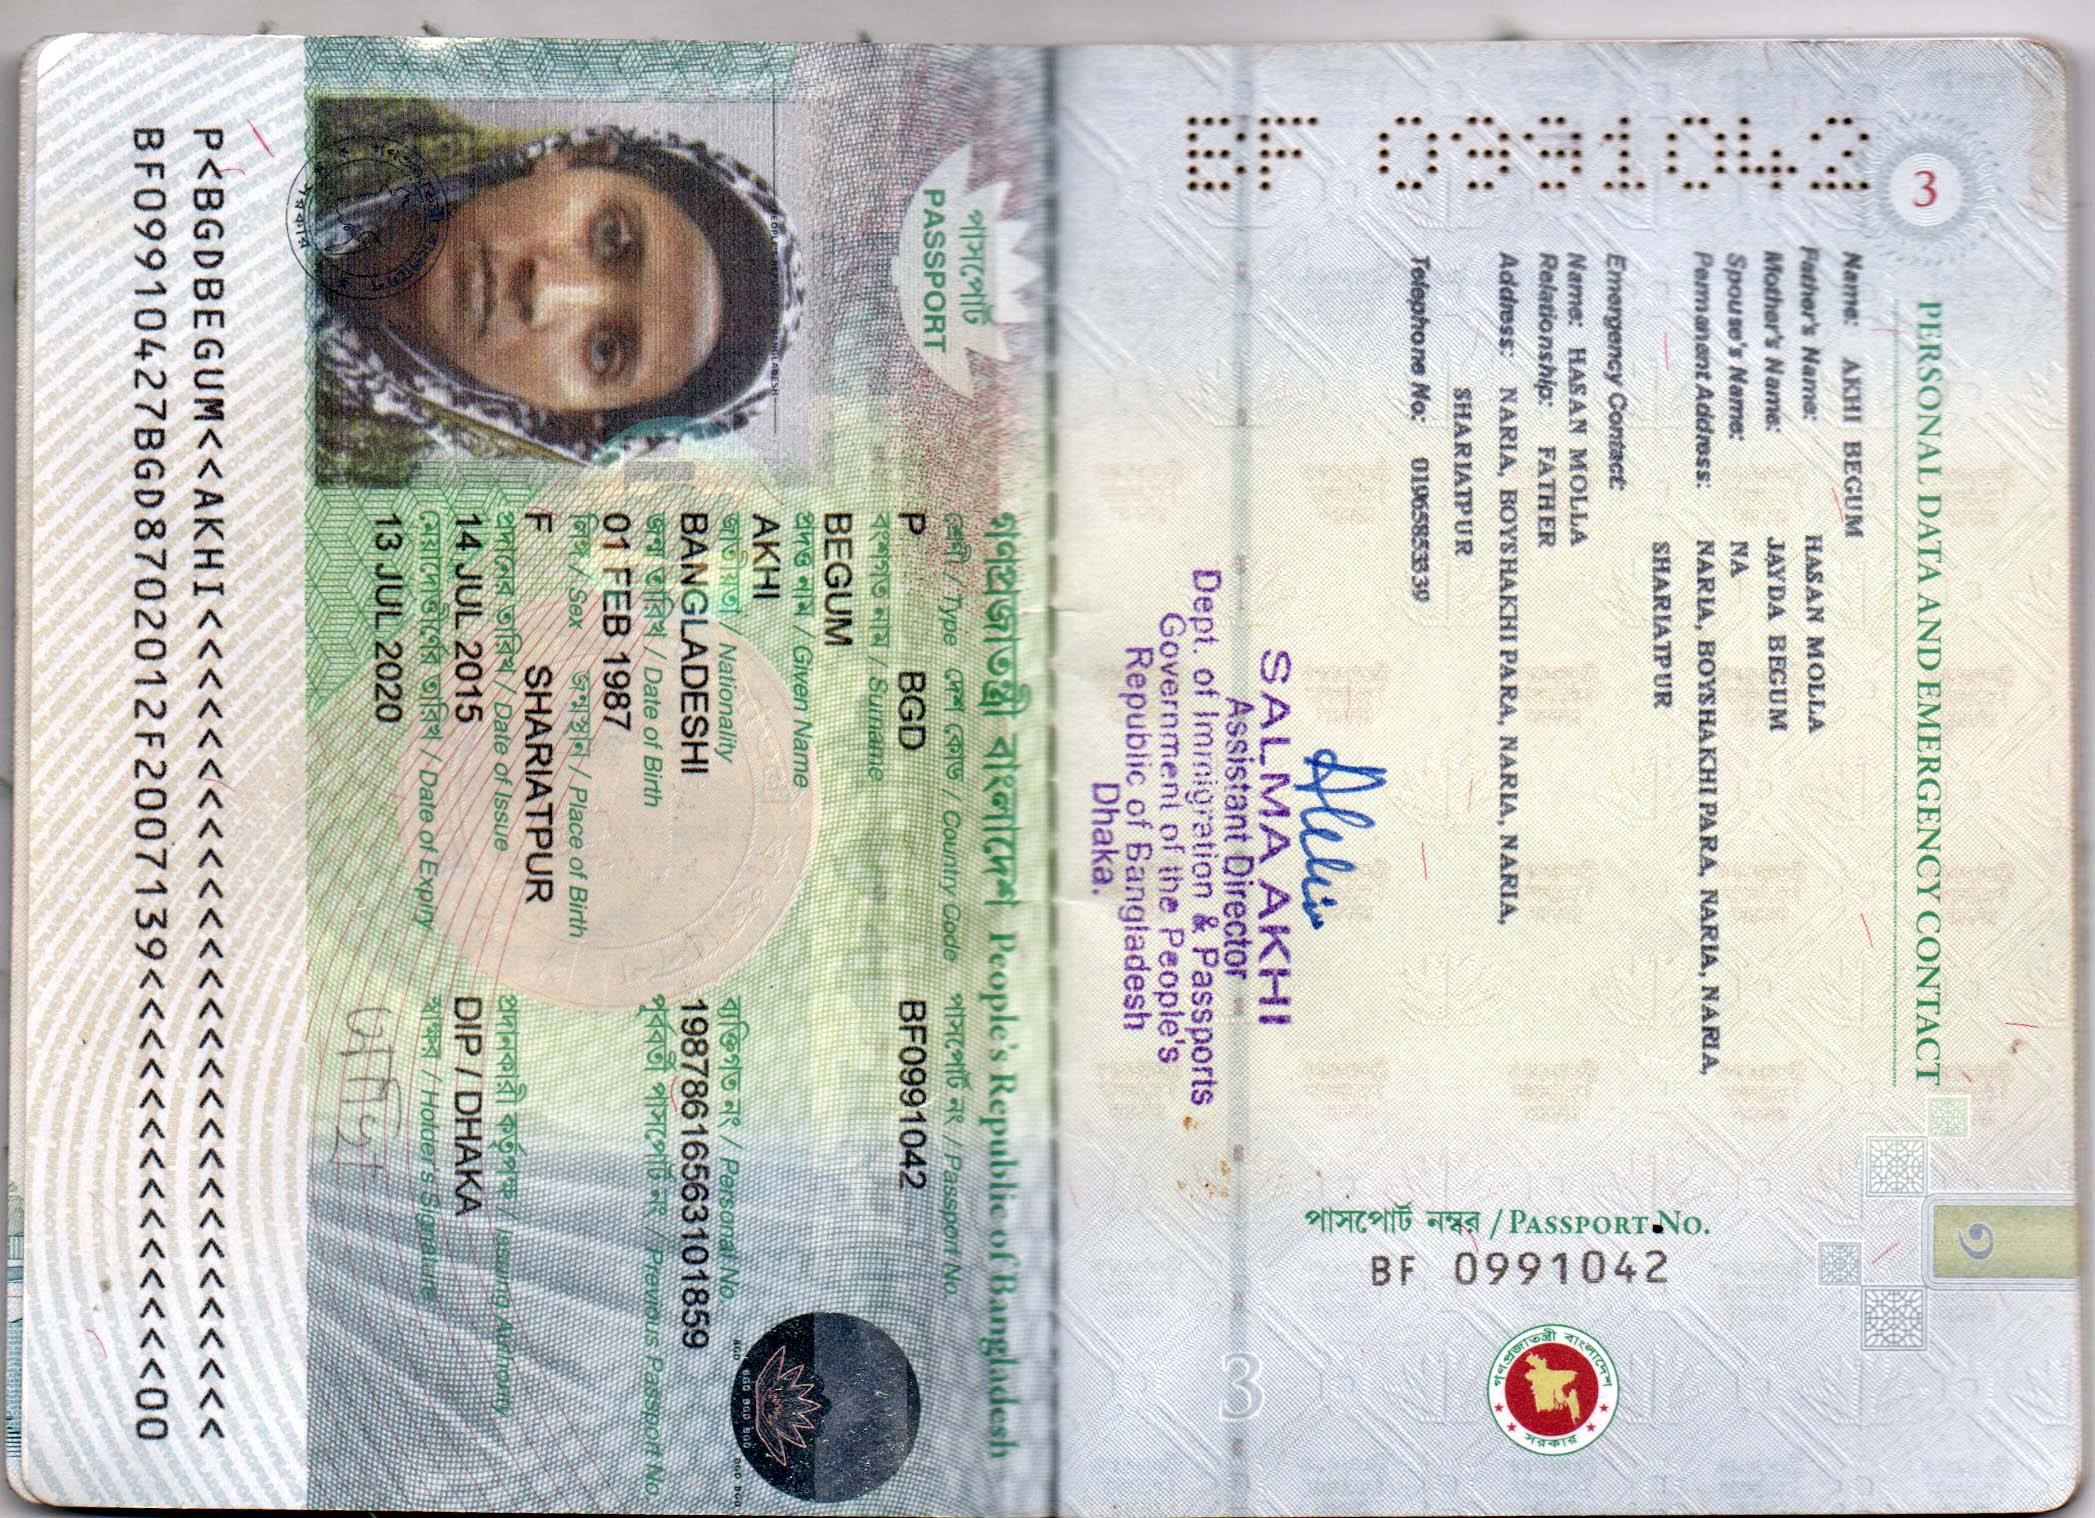 3
PERSONAL DATA AND EMERGENCY CONTACT
Name: AKHI BEGUM
Father's Name: HASAN MOLLA
Mother's Name: JAYDA BEGUM
Spouse's Name: NA
Permanent Address: NARIA, BOYSHAKHI PARA, NARIA, NARIA,
SHARIATPUR
Emergency Contact:
Name: HASAN MOLLA
Relationship: FATHER
Address: NARIA, BOYSHAKHI PARA, NARIA, NARIA,
SHARIATPUR
Telephone No: 01965853339
BF 0991042
SALMA AKHI
Assistant Director
Dept. of Immigration & Passports
Government of the People's
Republic of Bangladesh
Dhaka.
পাসপোর্ট নম্বর / PASSPORT No.
BF 0991042
গণপ্রজাতন্ত্রী বাংলাদেশ
সরকার
3
গণপ্রজাতন্ত্রী বাংলাদেশ People's Republic of Bangladesh
পাসপোর্ট
PASSPORT
শ্রেণী / Type দেশ কোড / Country Code পাসপোর্ট নং / Passport No.
P BGD BF0991042
বংশগত নাম / Surname
BEGUM
প্রদত্ত নাম / Given Name
AKHI
জাতীয়তা / Nationality ব্যক্তিগত নং / Personal No.
BANGLADESHI 19878616563101859
জন্ম তারিখ / Date of Birth পূর্ববর্তী পাসপোর্ট নং / Previous Passport No.
01 FEB 1987
লিঙ্গ / Sex জন্মস্থান / Place of Birth
F SHARIATPUR
প্রদানের তারিখ / Date of Issue প্রদানকারী কর্তৃপক্ষ / Issuing Authority
14 JUL 2015 DIP / DHAKA
মেয়াদোত্তীর্ণের তারিখ / Date of Expiry স্বাক্ষর / Holder's Signature
13 JUL 2020
P<BGDBEGUM<<AKHI<<<<<<<<<<<<<<<<<<<<<<<<<<<<
BF09910427BGD8702012F2007139<<<<<<<<<<<<<<00